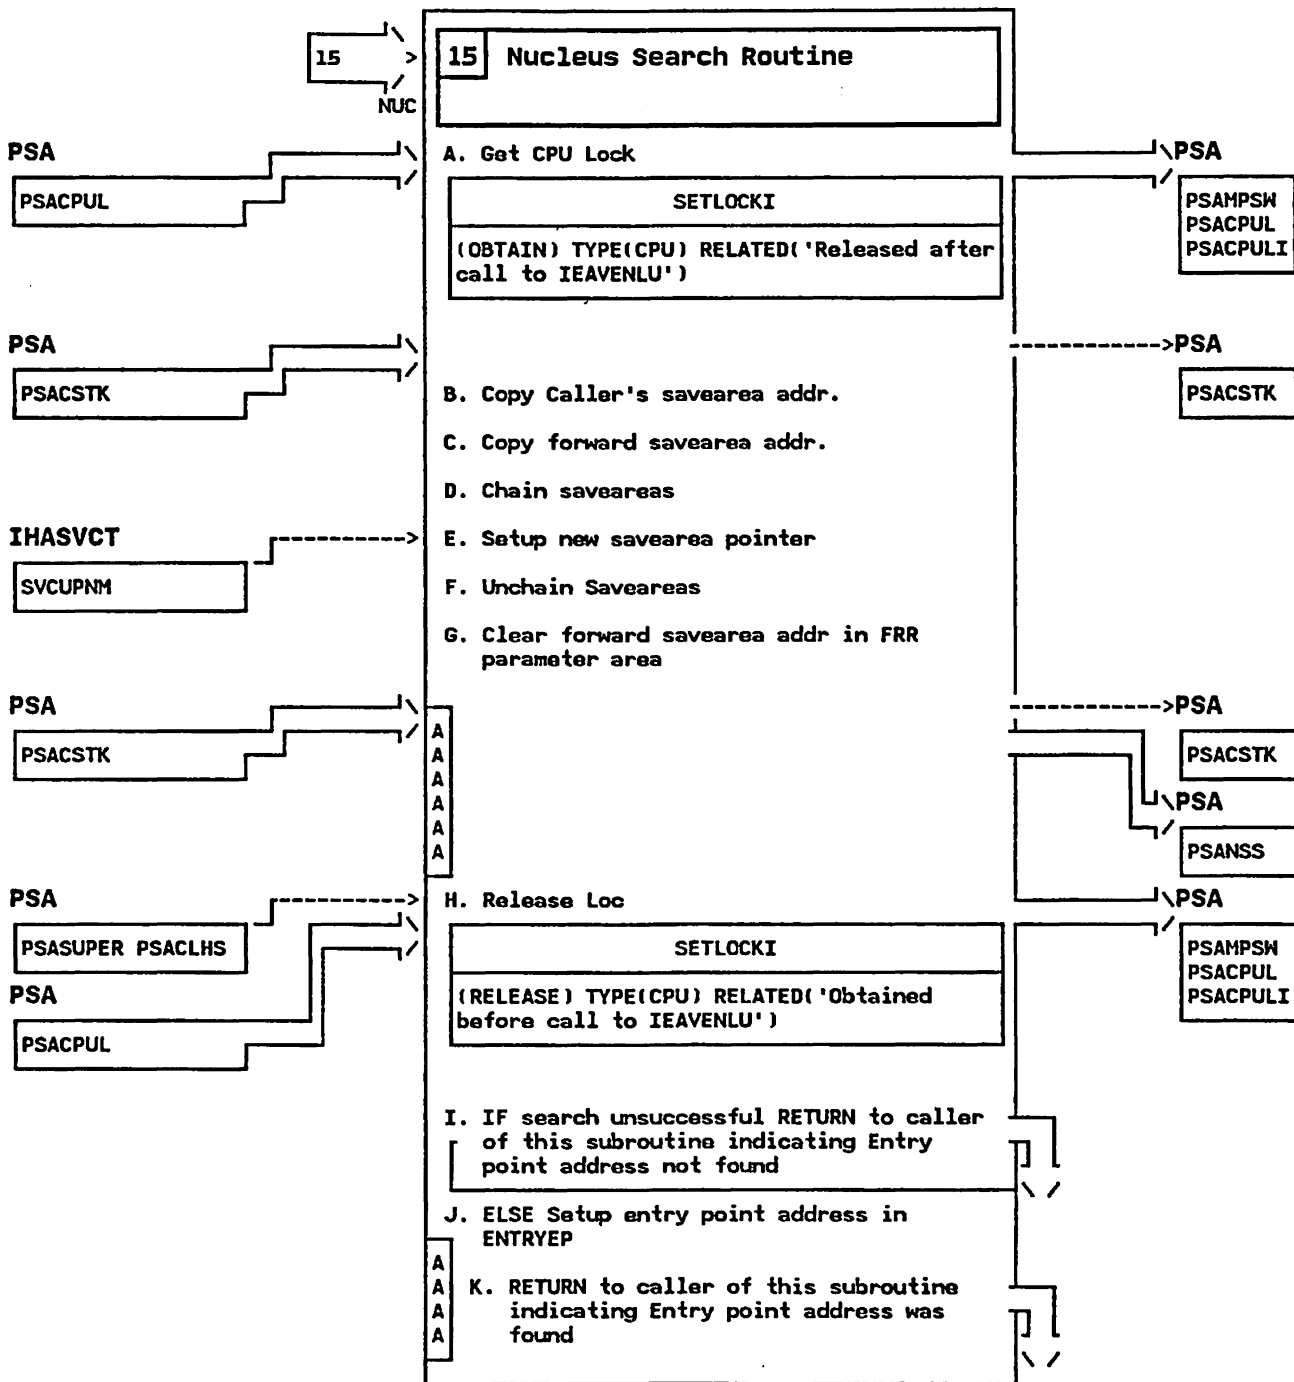 15
NUC
15 Nucleus Search Routine
PSA
PSACPUL
A. Get CPU Lock
SETLOCKI
(OBTAIN) TYPE(CPU) RELATED('Released after
call to IEAVENLU')
PSA
PSAMPSW
PSACPUL
PSACPULI
PSA
PSACSTK
PSA
PSACSTK
B. Copy Caller's savearea addr.
C. Copy forward savearea addr.
D. Chain saveareas
IHASVCT
SVCUPNM
E. Setup new savearea pointer
F. Unchain Saveareas
G. Clear forward savearea addr in FRR
parameter area
PSA
PSACSTK
A
A
A
A
A
A
PSA
PSACSTK
PSA
PSANSS
PSA
PSASUPER PSACLHS
PSA
PSACPUL
H. Release Loc
SETLOCKI
(RELEASE) TYPE(CPU) RELATED('Obtained
before call to IEAVENLU')
PSA
PSAMPSW
PSACPUL
PSACPULI
I. IF search unsuccessful RETURN to caller
of this subroutine indicating Entry
point address not found
J. ELSE Setup entry point address in
ENTRYEP
A
A
A
A
K. RETURN to caller of this subroutine
indicating Entry point address was
found